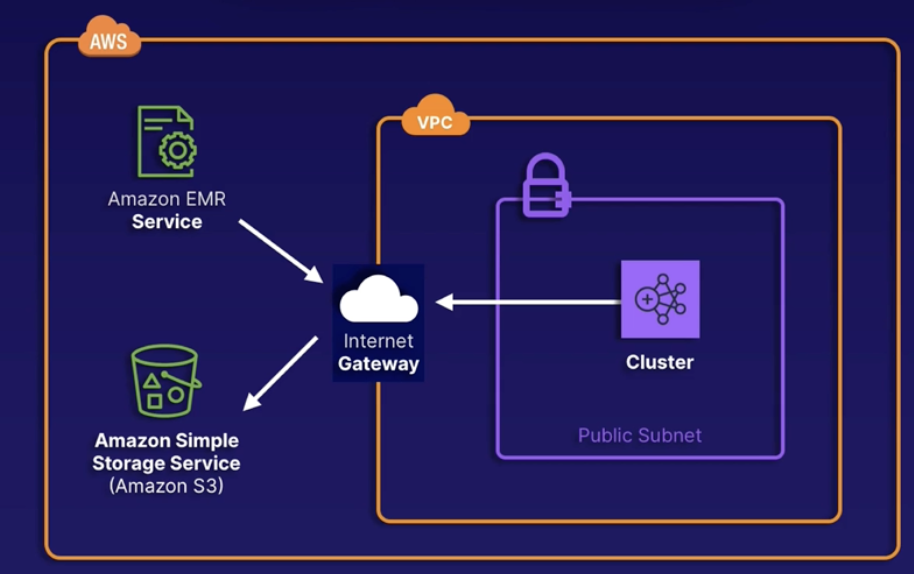 AWS
VPC
Amazon EMR
Service
Internet
Gateway
Cluster
Public Subnet
Amazon Simple
Storage Service
(Amazon S3)